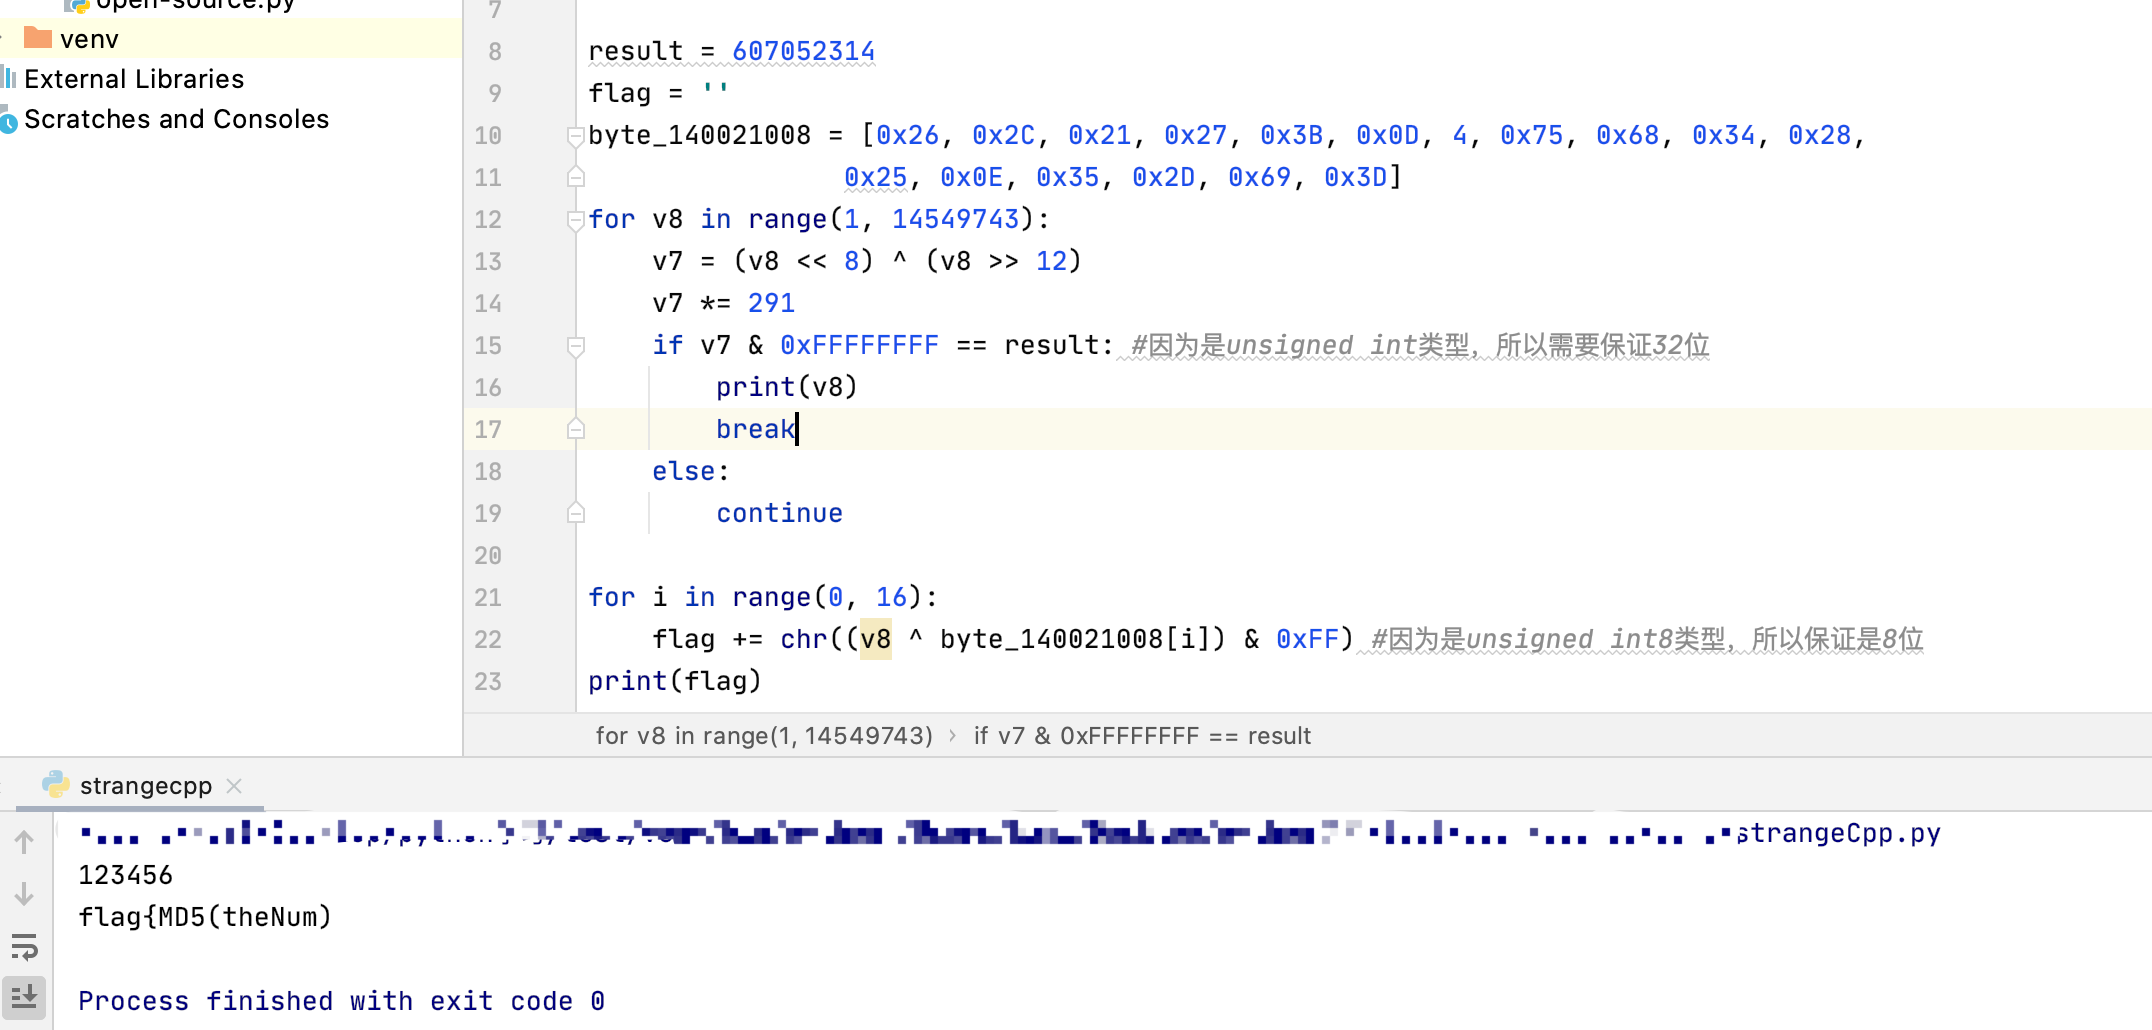 open-source.py
venv
External Libraries
Scratches and Consoles
7
8 result = 607052314
9 flag = ''
10 byte_140021008 = [0x26, 0x2C, 0x21, 0x27, 0x3B, 0x0D, 4, 0x75, 0x68, 0x34, 0x28,
11 0x25, 0x0E, 0x35, 0x2D, 0x69, 0x3D]
12 for v8 in range(1, 14549743):
13 v7 = (v8 << 8) ^ (v8 >> 12)
14 v7 *= 291
15 if v7 & 0xFFFFFFFF == result: #因为是unsigned int类型，所以需要保证32位
16 print(v8)
17 break
18 else:
19 continue
20
21 for i in range(0, 16):
22 flag += chr((v8 ^ byte_140021008[i]) & 0xFF) #因为是unsigned int8类型，所以保证是8位
23 print(flag)
for v8 in range(1, 14549743) › if v7 & 0xFFFFFFFF == result
strangecpp
strangeCpp.py
123456
flag{MD5(theNum)
Process finished with exit code 0